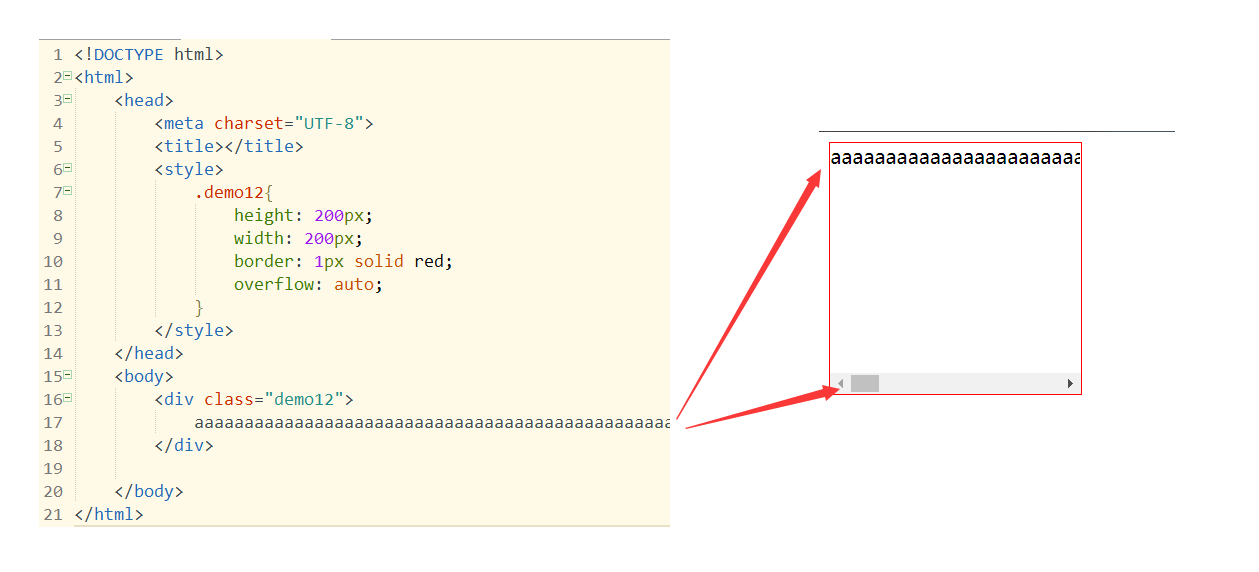 1 <!DOCTYPE html>
2 <html>
3 <head>
4 <meta charset="UTF-8">
5 <title></title>
6 <style>
7 .demo12{
8 height: 200px;
9 width: 200px;
10 border: 1px solid red;
11 overflow: auto;
12 }
13 </style>
14 </head>
15 <body>
16 <div class="demo12">
17 aaaaaaaaaaaaaaaaaaaaaaaaaaaaaaaaaaaaaaaaaaaaaaaa
18 </div>
19
20 </body>
21 </html>
aaaaaaaaaaaaaaaaaaaaaaa